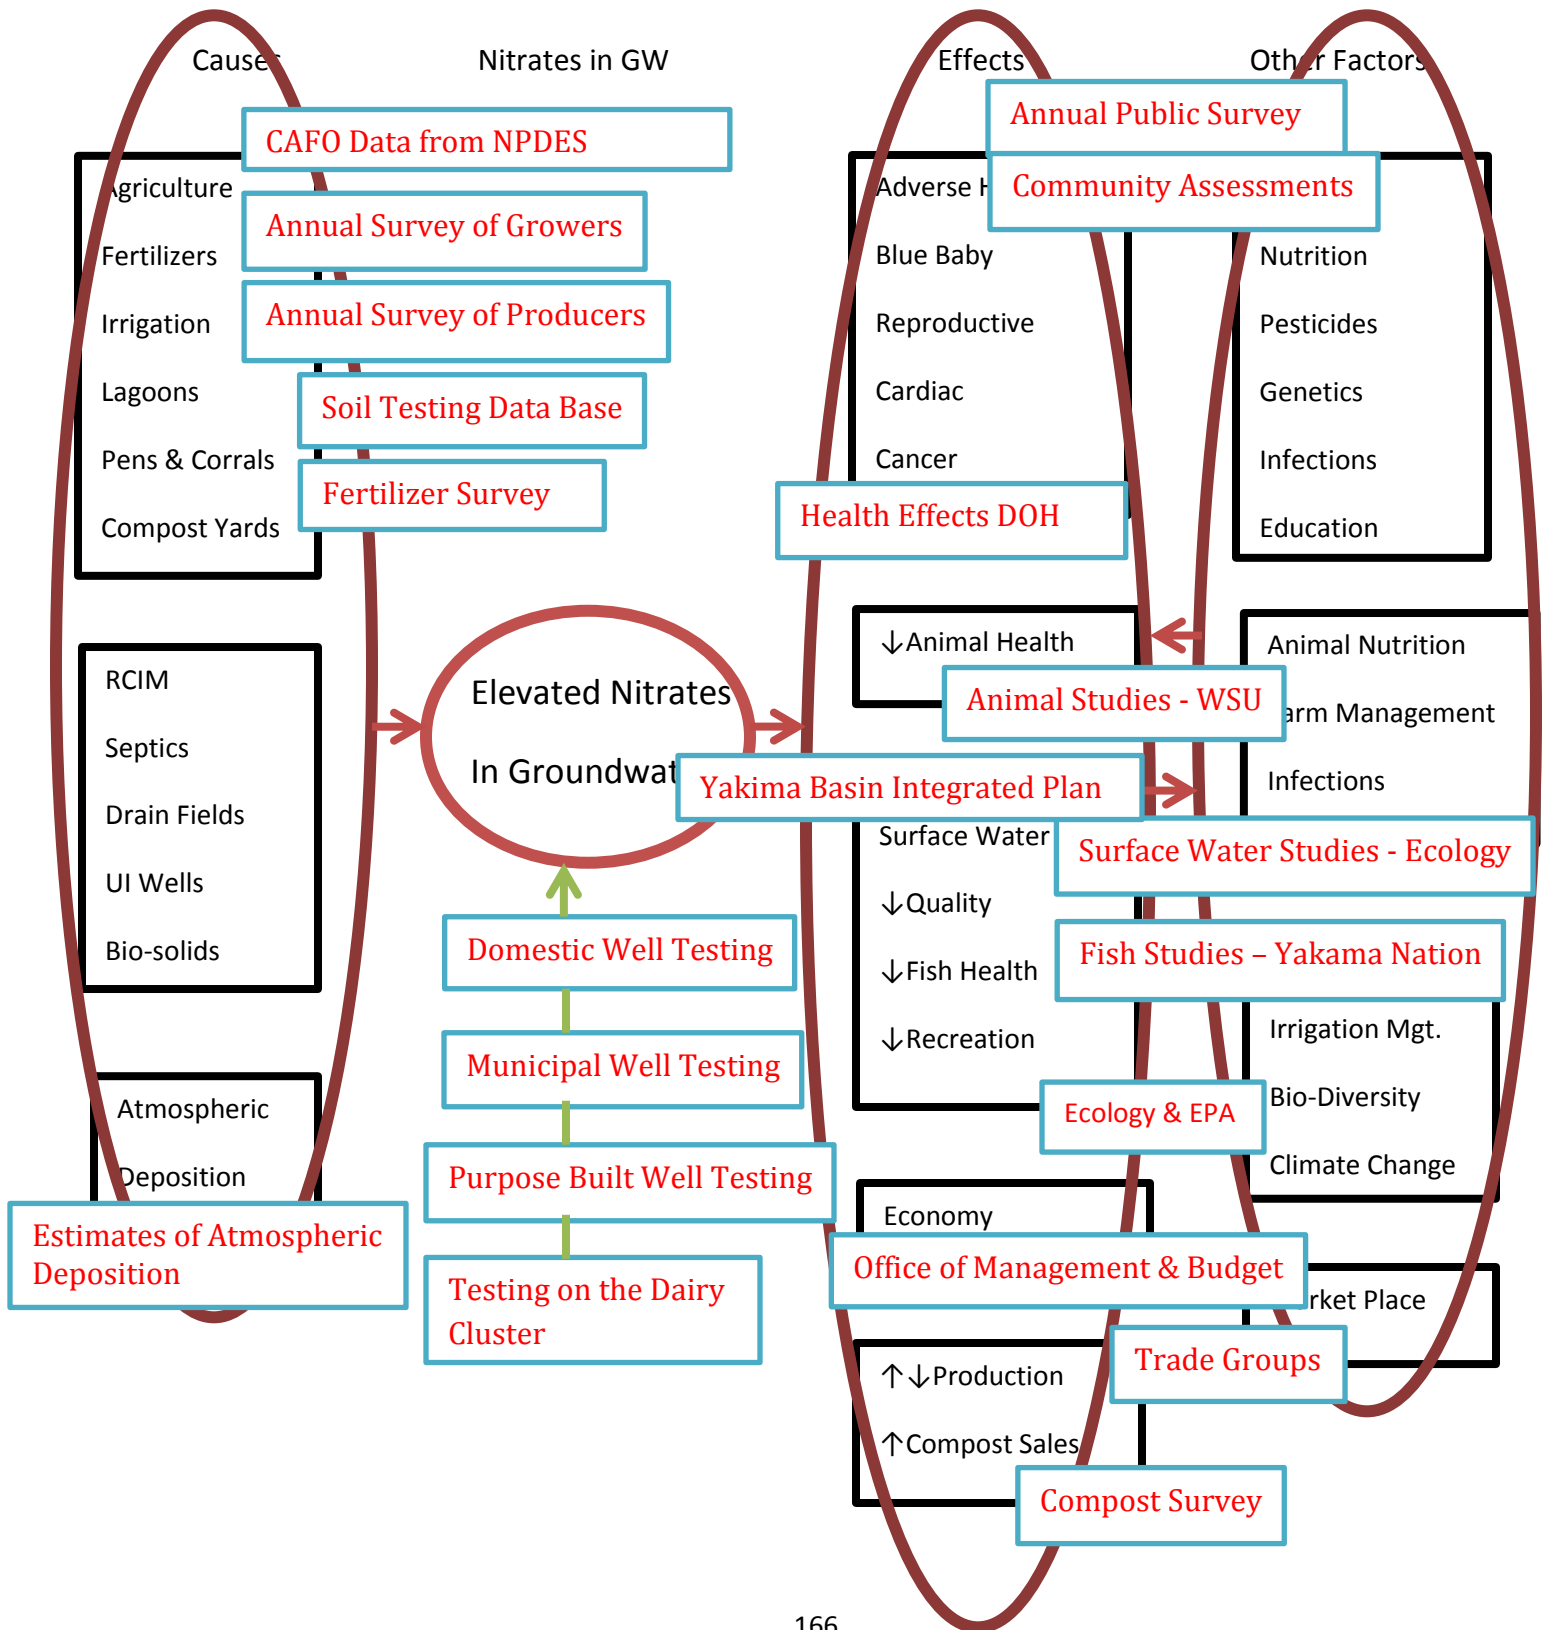 Causes
Nitrates in GW
Effects
Other Factors
CAFO Data from NPDES
Annual Survey of Growers
Annual Survey of Producers
Soil Testing Data Base
Fertilizer Survey
Agriculture
Fertilizers
Irrigation
Lagoons
Pens & Corrals
Compost Yards
RCIM
Septics
Drain Fields
UI Wells
Bio-solids
Atmospheric
Deposition
Estimates of Atmospheric
Deposition
Elevated Nitrates
In Groundwat
Domestic Well Testing
Municipal Well Testing
Purpose Built Well Testing
Testing on the Dairy
Cluster
Annual Public Survey
Community Assessments
Adverse
Blue Baby
Reproductive
Cardiac
Cancer
Health Effects DOH
↓Animal Health
Animal Studies - WSU
Yakima Basin Integrated Plan
Surface Water
↓Quality
↓Fish Health
↓Recreation
Surface Water Studies - Ecology
Fish Studies – Yakama Nation
Ecology & EPA
Economy
Office of Management & Budget
Trade Groups
↑↓Production
↑Compost Sales
Compost Survey
Nutrition
Pesticides
Genetics
Infections
Education
Animal Nutrition
arm Management
Infections
Irrigation Mgt.
Bio-Diversity
Climate Change
rket Place
166